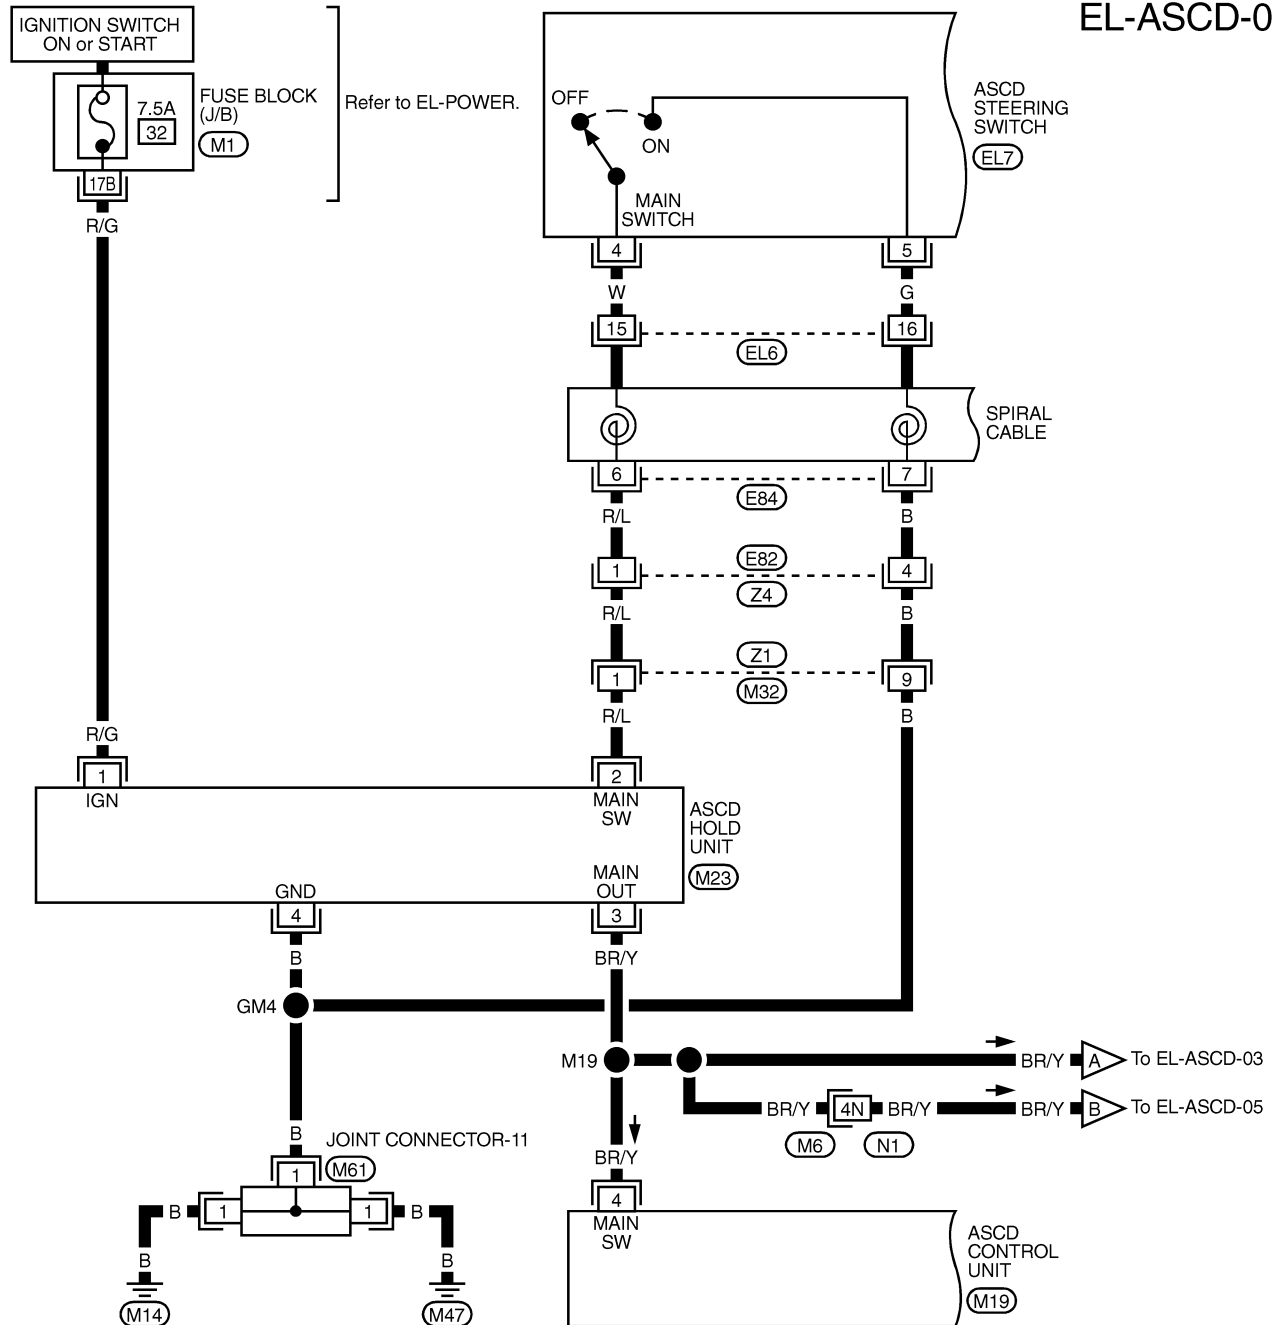 EL-ASCD-0
IGNITION SWITCH
ON or START
7.5A
32
FUSE BLOCK
(J/B)
M1
Refer to EL-POWER.
17B
R/G
OFF
ON
MAIN
SWITCH
ASCD
STEERING
SWITCH
EL7
4
5
W
G
15
16
EL6
SPIRAL
CABLE
6
7
E84
R/L
B
E82
1
4
Z4
R/L
B
Z1
1
9
M32
R/L
B
R/G
1
2
IGN
MAIN
SW
ASCD
HOLD
UNIT
M23
GND
MAIN
OUT
4
3
B
BR/Y
GM4
M19
BR/Y
A
To EL-ASCD-03
BR/Y
4N
BR/Y
BR/Y
B
To EL-ASCD-05
M6
N1
B
JOINT CONNECTOR-11
M61
BR/Y
1
4
B
1
1
B
MAIN
SW
ASCD
CONTROL
UNIT
M19
B
B
M14
M47